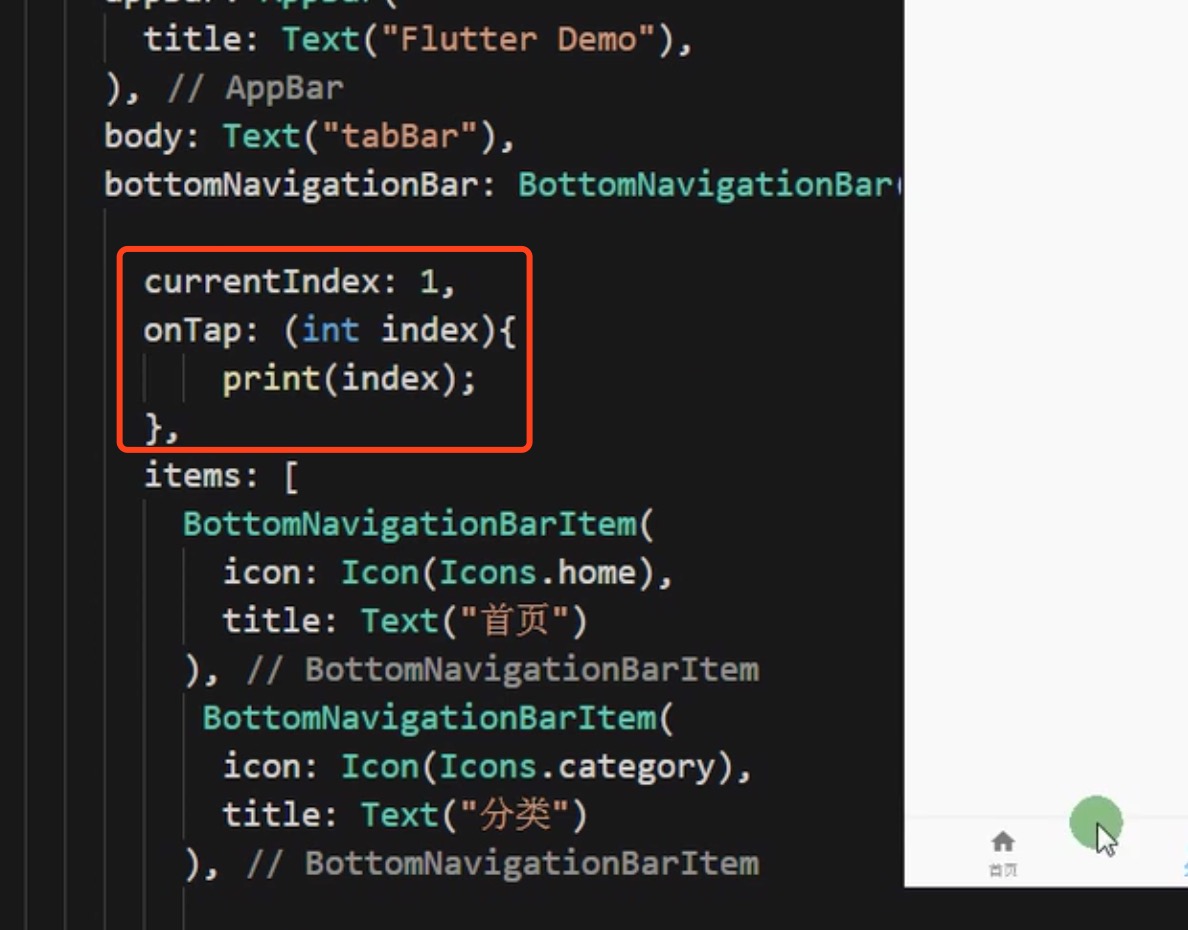 appBar: AppBar(
title: Text("Flutter Demo"),
), // AppBar
body: Text("tabBar"),
bottomNavigationBar: BottomNavigationBar(
currentIndex: 1,
onTap: (int index){
print(index);
},
items: [
BottomNavigationBarItem(
icon: Icon(Icons.home),
title: Text("首页")
), // BottomNavigationBarItem
BottomNavigationBarItem(
icon: Icon(Icons.category),
title: Text("分类")
), // BottomNavigationBarItem
首页